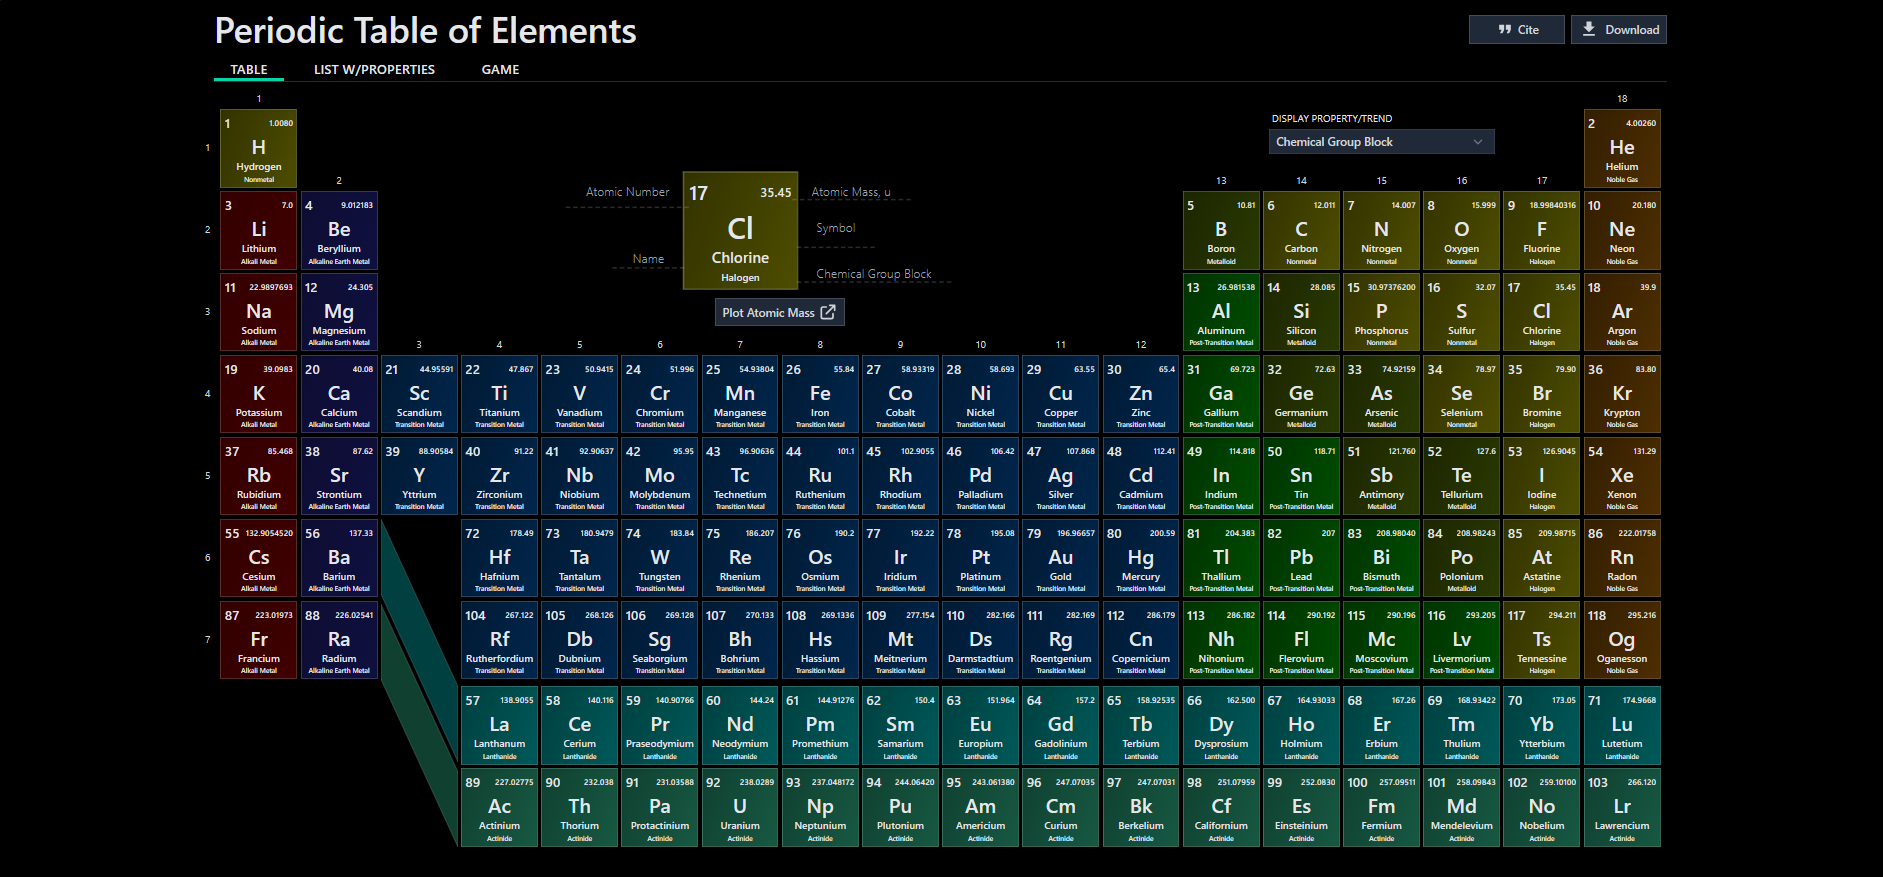 Periodic Table of Elements
Cite
Download
TABLE
LIST W/PROPERTIES
GAME
1
18
DISPLAY PROPERTY/TREND
Chemical Group Block
1
1 1.0080
H
Hydrogen
Nonmetal
2 4.00260
He
Helium
Noble Gas
Atomic Number
17 35.45
Cl
Chlorine
Halogen
Atomic Mass, u
Symbol
Name
Chemical Group Block
Plot Atomic Mass
2
13
14
15
16
17
2
3 7.0
Li
Lithium
Alkali Metal
4 9.012183
Be
Beryllium
Alkaline Earth Metal
5 10.81
B
Boron
Metalloid
6 12.011
C
Carbon
Nonmetal
7 14.007
N
Nitrogen
Nonmetal
8 15.999
O
Oxygen
Nonmetal
9 18.99840316
F
Fluorine
Halogen
10 20.180
Ne
Neon
Noble Gas
3
11 22.9897693
Na
Sodium
Alkali Metal
12 24.305
Mg
Magnesium
Alkaline Earth Metal
13 26.981538
Al
Aluminum
Post-Transition Metal
14 28.085
Si
Silicon
Metalloid
15 30.97376200
P
Phosphorus
Nonmetal
16 32.07
S
Sulfur
Nonmetal
17 35.45
Cl
Chlorine
Halogen
18 39.9
Ar
Argon
Noble Gas
3
4
5
6
7
8
9
10
11
12
4
19 39.0983
K
Potassium
Alkali Metal
20 40.08
Ca
Calcium
Alkaline Earth Metal
21 44.95591
Sc
Scandium
Transition Metal
22 47.867
Ti
Titanium
Transition Metal
23 50.9415
V
Vanadium
Transition Metal
24 51.996
Cr
Chromium
Transition Metal
25 54.93804
Mn
Manganese
Transition Metal
26 55.84
Fe
Iron
Transition Metal
27 58.93319
Co
Cobalt
Transition Metal
28 58.693
Ni
Nickel
Transition Metal
29 63.55
Cu
Copper
Transition Metal
30 65.4
Zn
Zinc
Transition Metal
31 69.723
Ga
Gallium
Post-Transition Metal
32 72.63
Ge
Germanium
Metalloid
33 74.92159
As
Arsenic
Metalloid
34 78.97
Se
Selenium
Nonmetal
35 79.90
Br
Bromine
Halogen
36 83.80
Kr
Krypton
Noble Gas
5
37 85.468
Rb
Rubidium
Alkali Metal
38 87.62
Sr
Strontium
Alkaline Earth Metal
39 88.90584
Y
Yttrium
Transition Metal
40 91.22
Zr
Zirconium
Transition Metal
41 92.90637
Nb
Niobium
Transition Metal
42 95.95
Mo
Molybdenum
Transition Metal
43 96.90636
Tc
Technetium
Transition Metal
44 101.1
Ru
Ruthenium
Transition Metal
45 102.9055
Rh
Rhodium
Transition Metal
46 106.42
Pd
Palladium
Transition Metal
47 107.868
Ag
Silver
Transition Metal
48 112.41
Cd
Cadmium
Transition Metal
49 114.818
In
Indium
Post-Transition Metal
50 118.71
Sn
Tin
Post-Transition Metal
51 121.760
Sb
Antimony
Metalloid
52 127.6
Te
Tellurium
Metalloid
53 126.9045
I
Iodine
Halogen
54 131.29
Xe
Xenon
Noble Gas
6
55 132.9054520
Cs
Cesium
Alkali Metal
56 137.33
Ba
Barium
Alkaline Earth Metal
72 178.49
Hf
Hafnium
Transition Metal
73 180.9479
Ta
Tantalum
Transition Metal
74 183.84
W
Tungsten
Transition Metal
75 186.207
Re
Rhenium
Transition Metal
76 190.2
Os
Osmium
Transition Metal
77 192.22
Ir
Iridium
Transition Metal
78 195.08
Pt
Platinum
Transition Metal
79 196.96657
Au
Gold
Transition Metal
80 200.59
Hg
Mercury
Transition Metal
81 204.383
Tl
Thallium
Post-Transition Metal
82 207
Pb
Lead
Post-Transition Metal
83 208.98040
Bi
Bismuth
Post-Transition Metal
84 208.98243
Po
Polonium
Metalloid
85 209.98715
At
Astatine
Halogen
86 222.01758
Rn
Radon
Noble Gas
7
87 223.01973
Fr
Francium
Alkali Metal
88 226.02541
Ra
Radium
Alkaline Earth Metal
104 267.122
Rf
Rutherfordium
Transition Metal
105 268.126
Db
Dubnium
Transition Metal
106 269.128
Sg
Seaborgium
Transition Metal
107 270.133
Bh
Bohrium
Transition Metal
108 269.1336
Hs
Hassium
Transition Metal
109 277.154
Mt
Meitnerium
Transition Metal
110 282.166
Ds
Darmstadtium
Transition Metal
111 282.169
Rg
Roentgenium
Transition Metal
112 286.179
Cn
Copernicium
Transition Metal
113 286.182
Nh
Nihonium
Post-Transition Metal
114 290.192
Fl
Flerovium
Post-Transition Metal
115 290.196
Mc
Moscovium
Post-Transition Metal
116 293.205
Lv
Livermorium
Post-Transition Metal
117 294.211
Ts
Tennessine
Halogen
118 295.216
Og
Oganesson
Noble Gas
57 138.9055
La
Lanthanum
Lanthanide
58 140.116
Ce
Cerium
Lanthanide
59 140.90766
Pr
Praseodymium
Lanthanide
60 144.24
Nd
Neodymium
Lanthanide
61 144.91276
Pm
Promethium
Lanthanide
62 150.4
Sm
Samarium
Lanthanide
63 151.964
Eu
Europium
Lanthanide
64 157.2
Gd
Gadolinium
Lanthanide
65 158.92535
Tb
Terbium
Lanthanide
66 162.500
Dy
Dysprosium
Lanthanide
67 164.93033
Ho
Holmium
Lanthanide
68 167.26
Er
Erbium
Lanthanide
69 168.93422
Tm
Thulium
Lanthanide
70 173.05
Yb
Ytterbium
Lanthanide
71 174.9668
Lu
Lutetium
Lanthanide
89 227.02775
Ac
Actinium
Actinide
90 232.038
Th
Thorium
Actinide
91 231.03588
Pa
Protactinium
Actinide
92 238.0289
U
Uranium
Actinide
93 237.048172
Np
Neptunium
Actinide
94 244.06420
Pu
Plutonium
Actinide
95 243.061380
Am
Americium
Actinide
96 247.07035
Cm
Curium
Actinide
97 247.07031
Bk
Berkelium
Actinide
98 251.07959
Cf
Californium
Actinide
99 252.0830
Es
Einsteinium
Actinide
100 257.09511
Fm
Fermium
Actinide
101 258.09843
Md
Mendelevium
Actinide
102 259.10100
No
Nobelium
Actinide
103 266.120
Lr
Lawrencium
Actinide